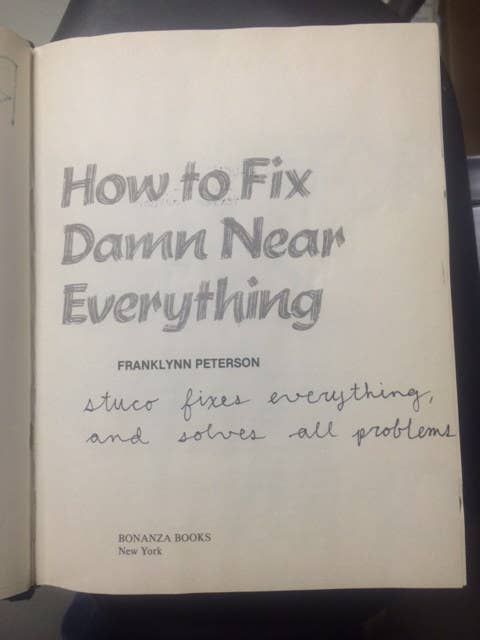 How to Fix
Damn Near
Everything
FRANKLYNN PETERSON
stuco fixes everything,
and solves all problems
BONANZA BOOKS
New York